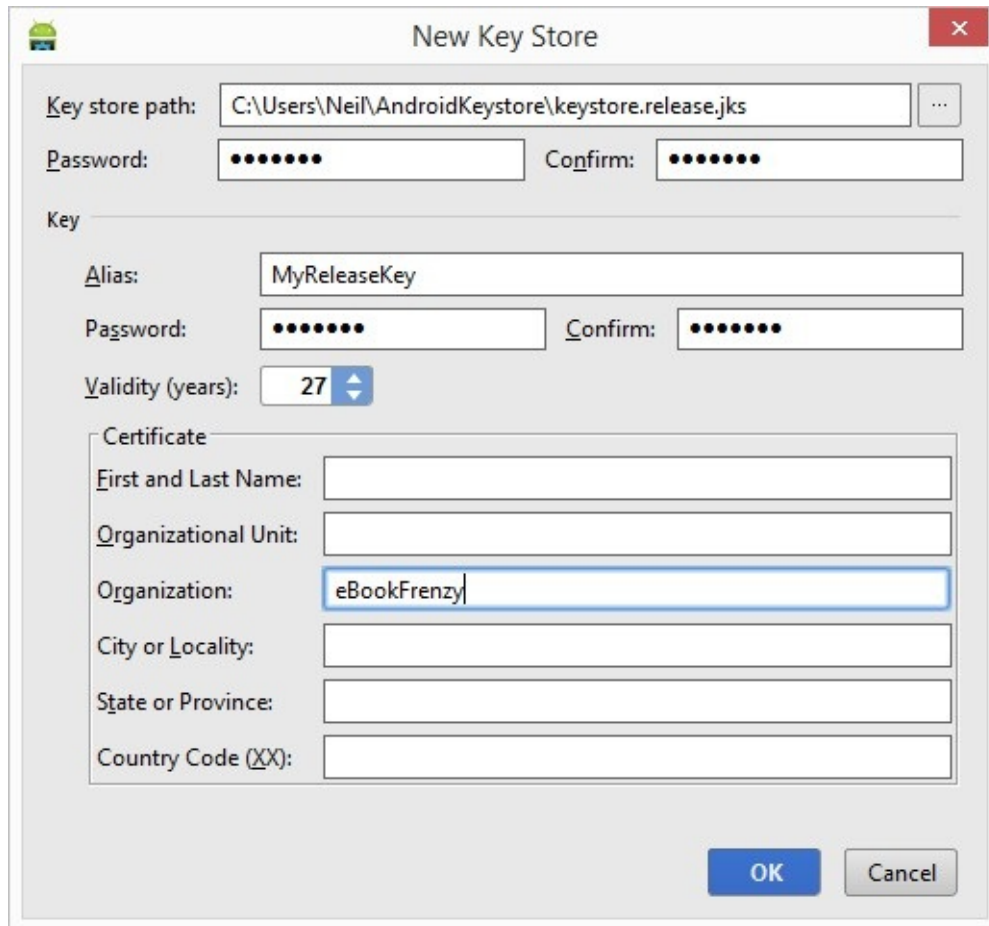 New Key Store
Key store path: C:\Users\Neil\AndroidKeystore\keystore.release.jks ...
Password: ••••••• Confirm: •••••••
Key
Alias: MyReleaseKey
Password: ••••••• Confirm: •••••••
Validity (years): 27
Certificate
First and Last Name:
Organizational Unit:
Organization: eBookFrenzy
City or Locality:
State or Province:
Country Code (XX):
OK Cancel